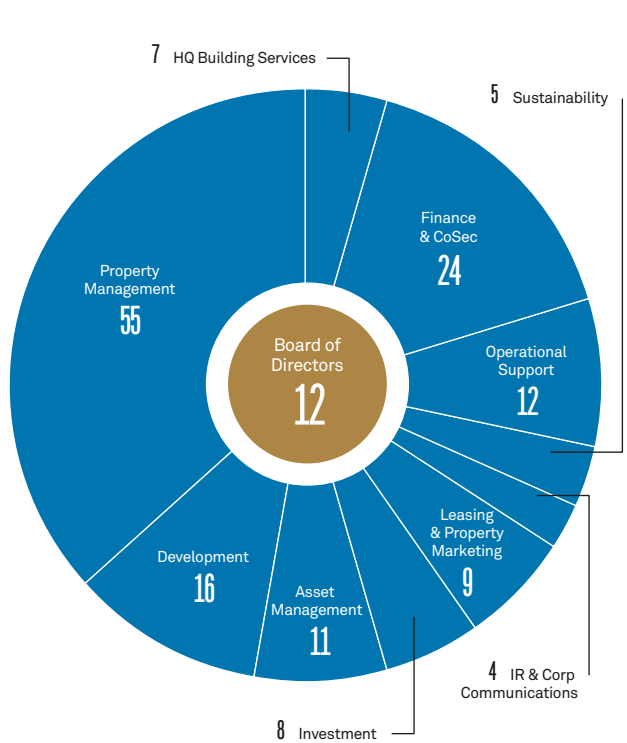 7 HQ Building Services
5 Sustainability
Finance
& CoSec
24
Property
Management
55
Board of
Directors
12
Operational
Support
12
Leasing
& Property
Marketing
9
Development
16
Asset
Management
11
4 IR & Corp
Communications
8 Investment